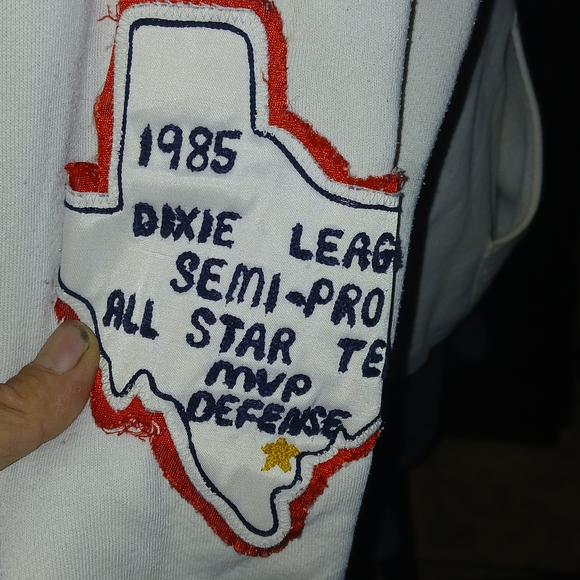 1985
DIXIE LEAG
SEMI-PRO
ALL STAR TE
MVP
DEFENSE